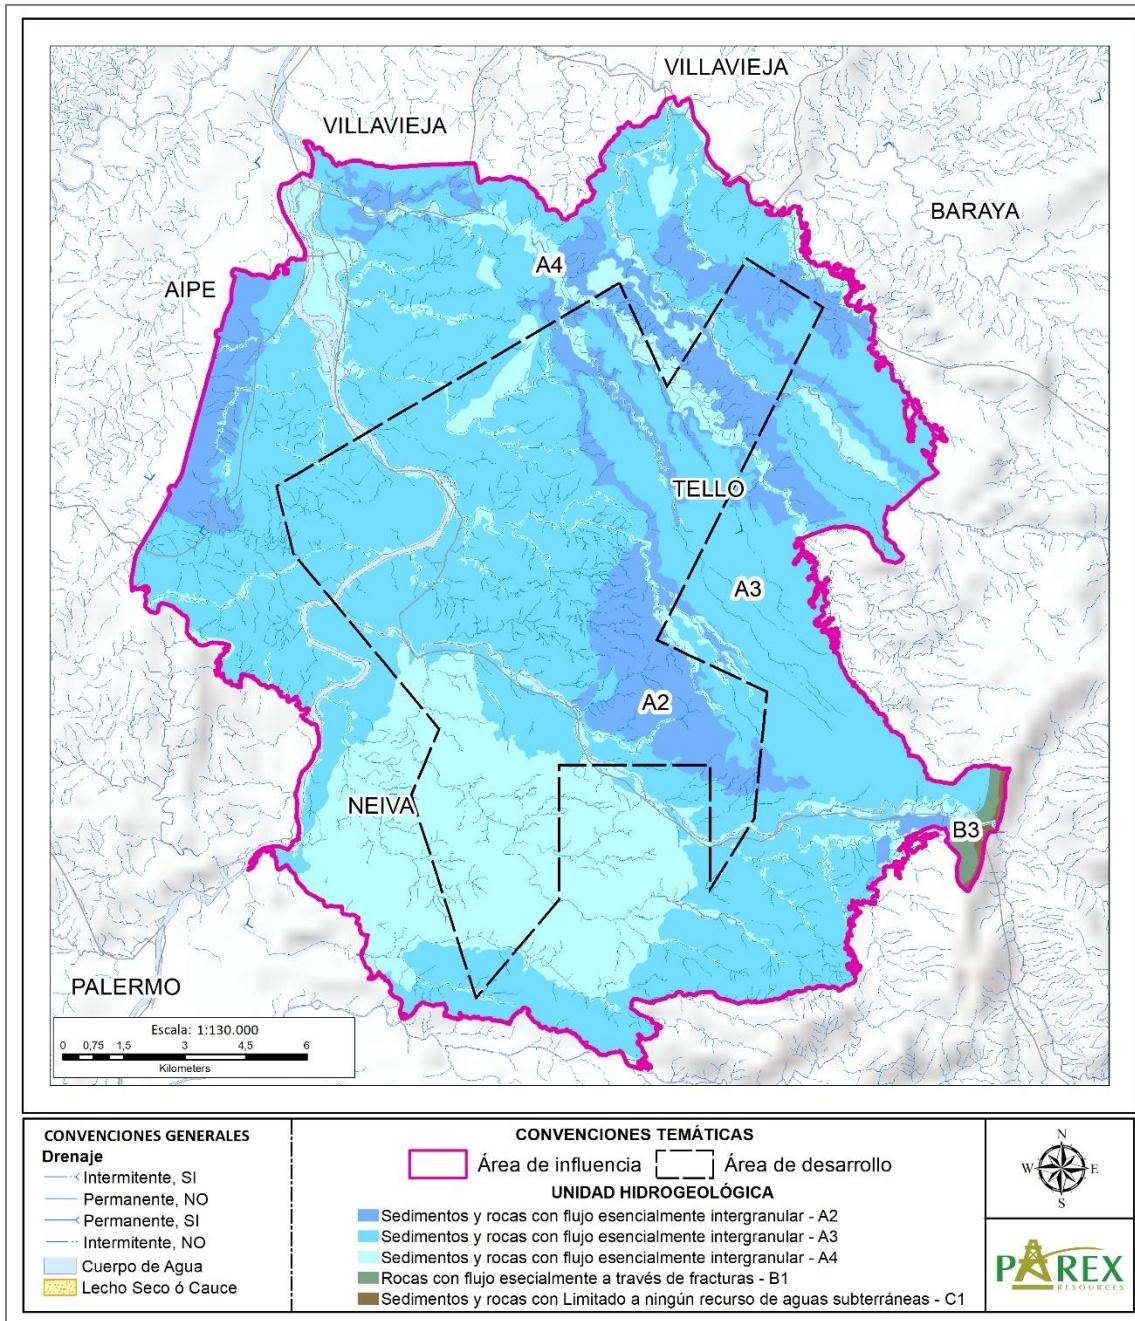 VILLAVIEJA
VILLAVIEJA
BARAYA
A4
AIPE
TELLO
A3
A2
NEIVA
B3
PALERMO
Escala: 1:130.000
0 0,75 1,5 3 4,5 6
Kilometers
CONVENCIONES GENERALES
Drenaje
Intermitente, SI
Permanente, NO
Permanente, SI
Intermitente, NO
Cuerpo de Agua
Lecho Seco ó Cauce
CONVENCIONES TEMÁTICAS
Área de influencia Área de desarrollo
UNIDAD HIDROGEOLÓGICA
Sedimentos y rocas con flujo esencialmente intergranular - A2
Sedimentos y rocas con flujo esencialmente intergranular - A3
Sedimentos y rocas con flujo esencialmente intergranular - A4
Rocas con flujo esecialmente a través de fracturas - B1
Sedimentos y rocas con Limitado a ningún recurso de aguas subterráneas - C1
N
W E
S
PAREX
RESOURCES